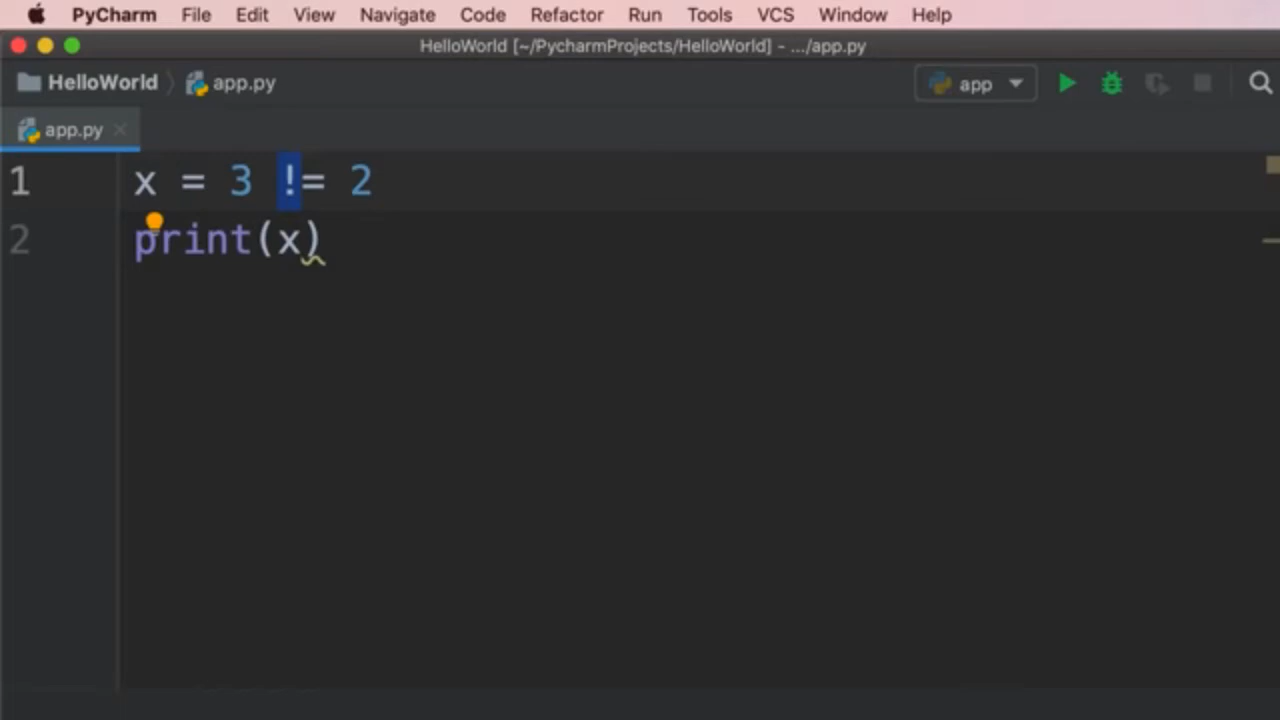 PyCharm File Edit View Navigate Code Refactor Run Tools VCS Window Help
HelloWorld [~/PycharmProjects/HelloWorld] - .../app.py
HelloWorld app.py app
app.py
1 x = 3 != 2
2 print(x)